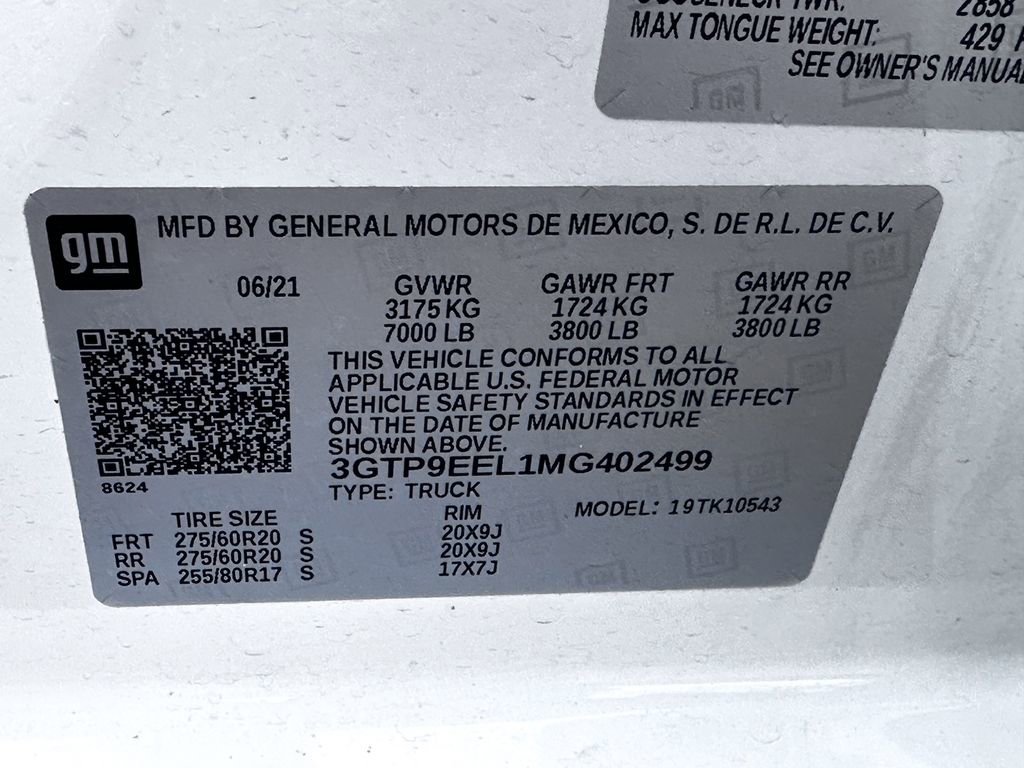 2858
MAX TONGUE WEIGHT: 429
SEE OWNER'S MANUAL
gm
MFD BY GENERAL MOTORS DE MEXICO, S. DE R.L. DE C.V.
06/21 GVWR GAWR FRT GAWR RR
3175 KG 1724 KG 1724 KG
7000 LB 3800 LB 3800 LB
THIS VEHICLE CONFORMS TO ALL
APPLICABLE U.S. FEDERAL MOTOR
VEHICLE SAFETY STANDARDS IN EFFECT
ON THE DATE OF MANUFACTURE
SHOWN ABOVE.
3GTP9EEL1MG402499
8624
TYPE: TRUCK
TIRE SIZE RIM MODEL: 19TK10543
FRT 275/60R20 S 20X9J
RR 275/60R20 S 20X9J
SPA 255/80R17 S 17X7J